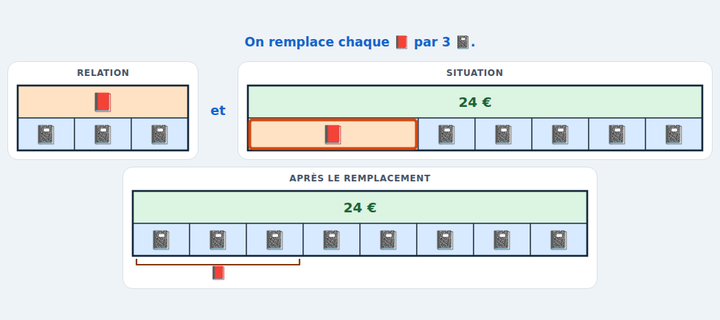 On remplace chaque 📕 par 3 📓.
RELATION
et
SITUATION
24 €
APRÈS LE REMPLACEMENT
24 €